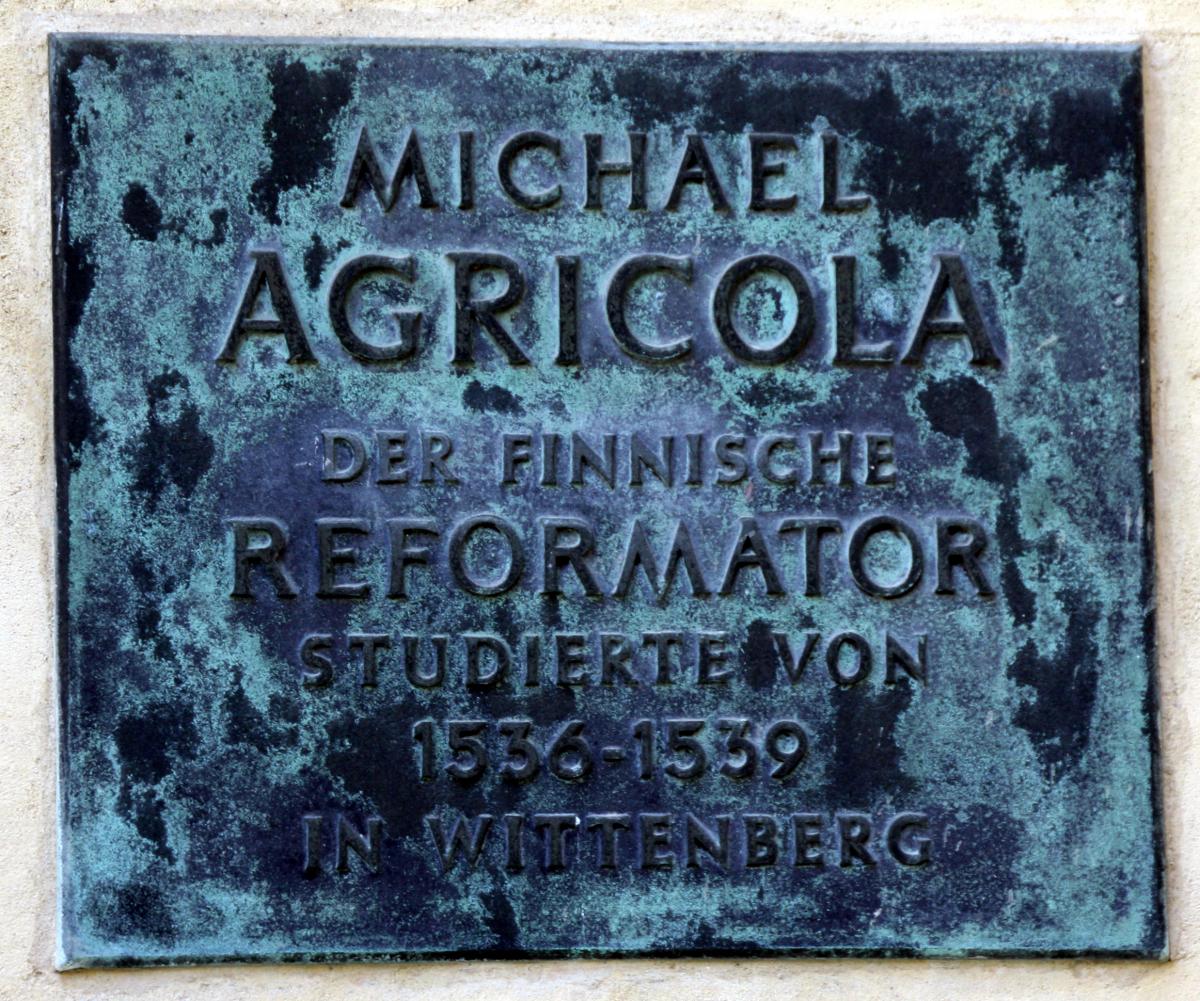 MICHAEL
AGRICOLA
DER FINNISCHE
REFORMATOR
STUDIERTE VON
1536-1539
IN WITTENBERG